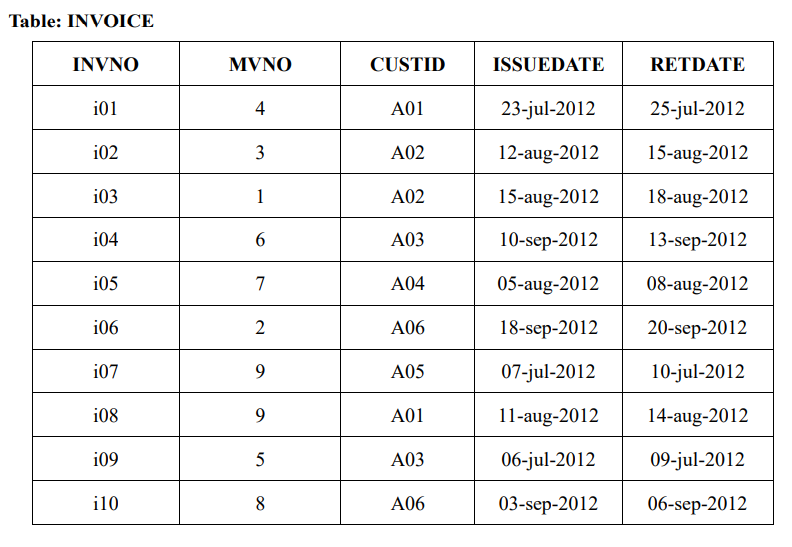 Table: INVOICE
INVNO MVNO CUSTID ISSUEDATE RETDATE
i01 4 A01 23-jul-2012 25-jul-2012
i02 3 A02 12-aug-2012 15-aug-2012
i03 1 A02 15-aug-2012 18-aug-2012
i04 6 A03 10-sep-2012 13-sep-2012
i05 7 A04 05-aug-2012 08-aug-2012
i06 2 A06 18-sep-2012 20-sep-2012
i07 9 A05 07-jul-2012 10-jul-2012
i08 9 A01 11-aug-2012 14-aug-2012
i09 5 A03 06-jul-2012 09-jul-2012
i10 8 A06 03-sep-2012 06-sep-2012